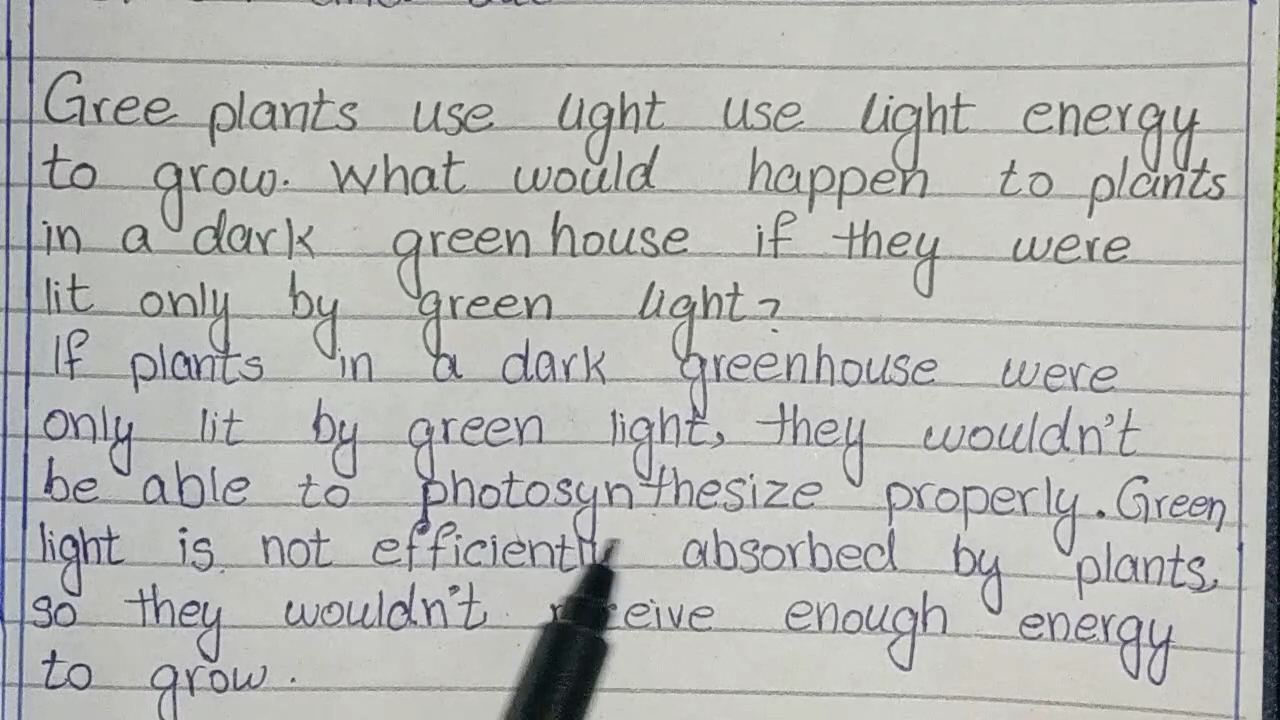 Gree plants use light use light energy
to grow. What would happen to plants
in a dark greenhouse if they were
lit only by green light?
If plants in a dark greenhouse were
only lit by green light, they wouldn't
be able to photosynthesize properly. Green
light is not efficiently absorbed by plants,
so they wouldn't receive enough energy
to grow.